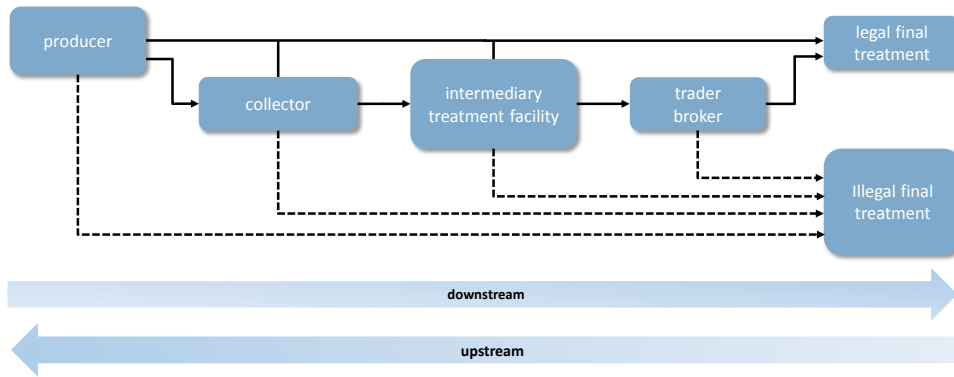 producer
collector
intermediary
treatment facility
trader
broker
legal final
treatment
Illegal final
treatment
downstream
upstream